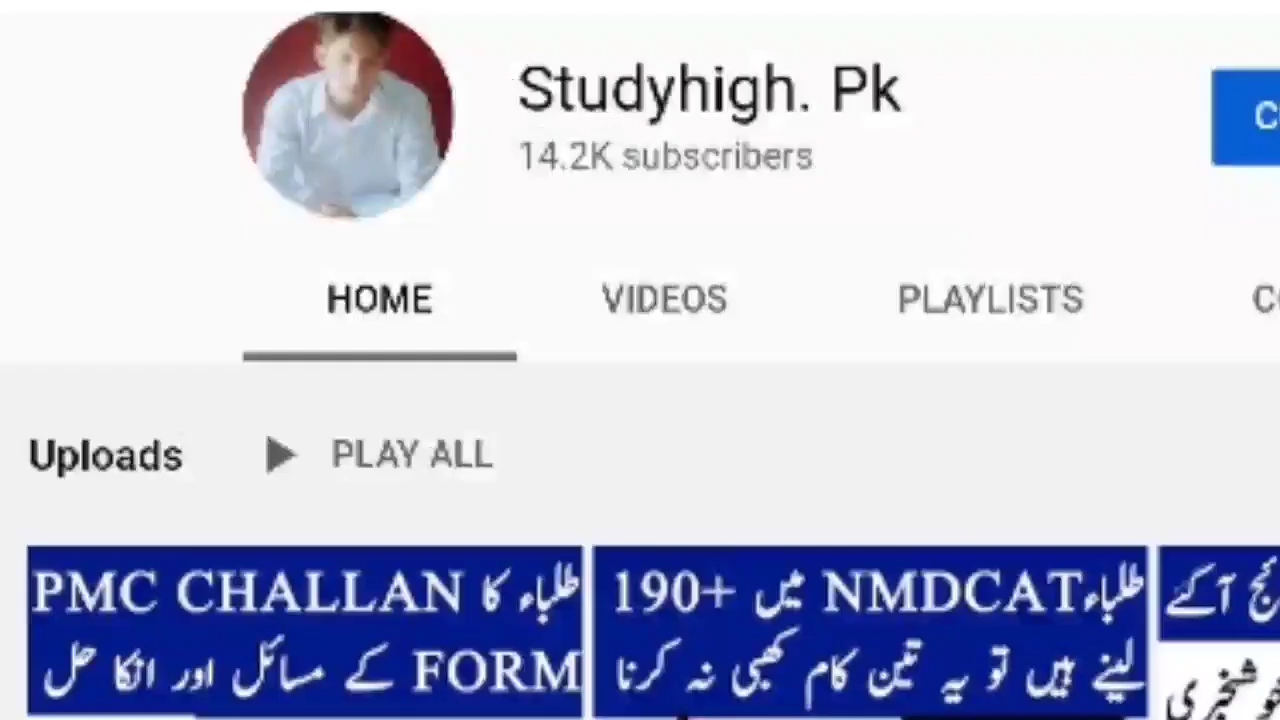 Studyhigh. Pk
14.2K subscribers
HOME
VIDEOS
PLAYLISTS
Uploads
PLAY ALL
طلباء کا PMC CHALLAN
FORM کے مسائل اور انکا حل
طلباء NMDCAT میں +190
لینے ہیں تو یہ تین کام کبھی نہ کرنا
آگئے